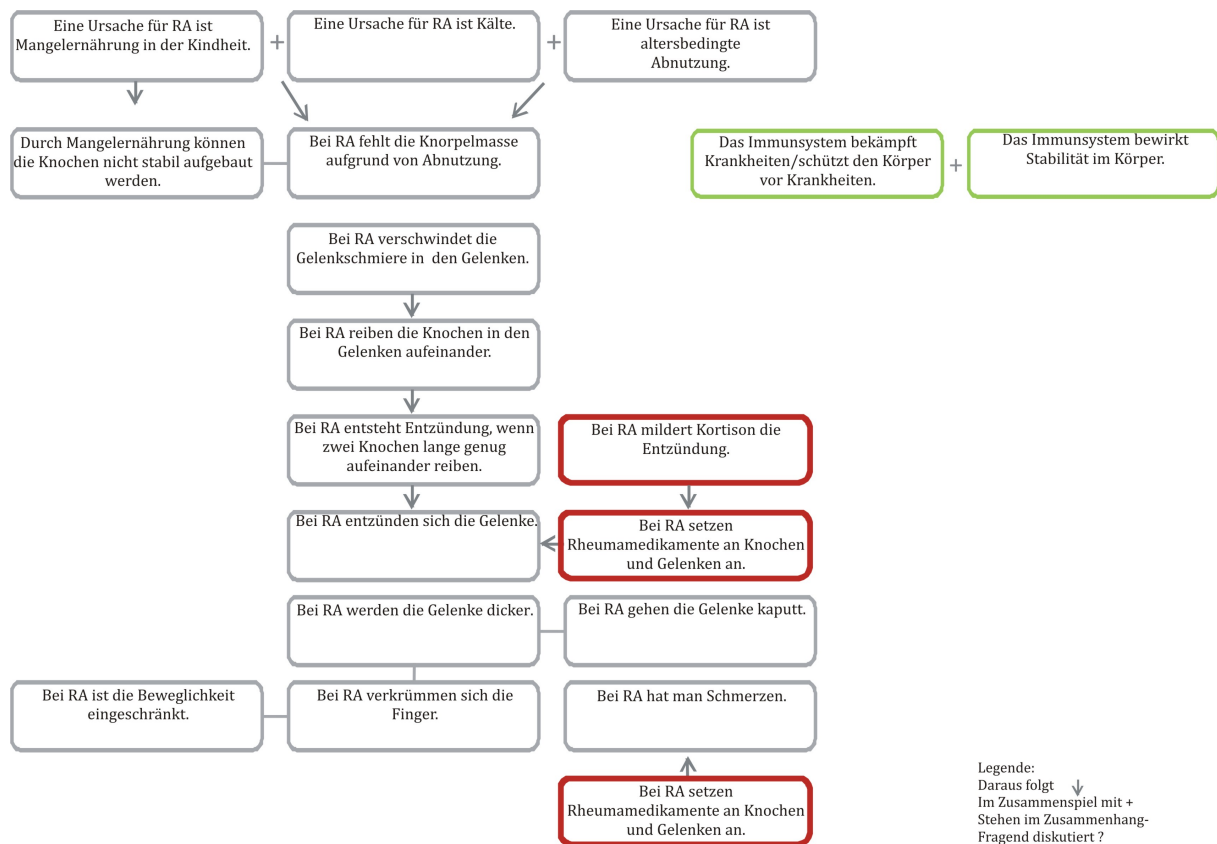 Eine Ursache für RA ist
Mangelernährung in der Kindheit.
+
Eine Ursache für RA ist Kälte.
+
Eine Ursache für RA ist
altersbedingte
Abnutzung.
Durch Mangelernährung können
die Knochen nicht stabil aufgebaut
werden.
Bei RA fehlt die Knorpelmasse
aufgrund von Abnutzung.
Das Immunsystem bekämpft
Krankheiten/schützt den Körper
vor Krankheiten.
+
Das Immunsystem bewirkt
Stabilität im Körper.
Bei RA verschwindet die
Gelenkschmiere in den Gelenken.
Bei RA reiben die Knochen in den
Gelenken aufeinander.
Bei RA entsteht Entzündung, wenn
zwei Knochen lange genug
aufeinander reiben.
Bei RA mildert Kortison die
Entzündung.
Bei RA entzünden sich die Gelenke.
Bei RA setzen
Rheumamedikamente an Knochen
und Gelenken an.
Bei RA werden die Gelenke dicker.
Bei RA gehen die Gelenke kaputt.
Bei RA ist die Beweglichkeit
eingeschränkt.
Bei RA verkrümmen sich die
Finger.
Bei RA hat man Schmerzen.
Bei RA setzen
Rheumamedikamente an Knochen
und Gelenken an.
Legende:
Daraus folgt
Im Zusammenspiel mit +
Stehen im Zusammenhang-
Fragend diskutiert ?